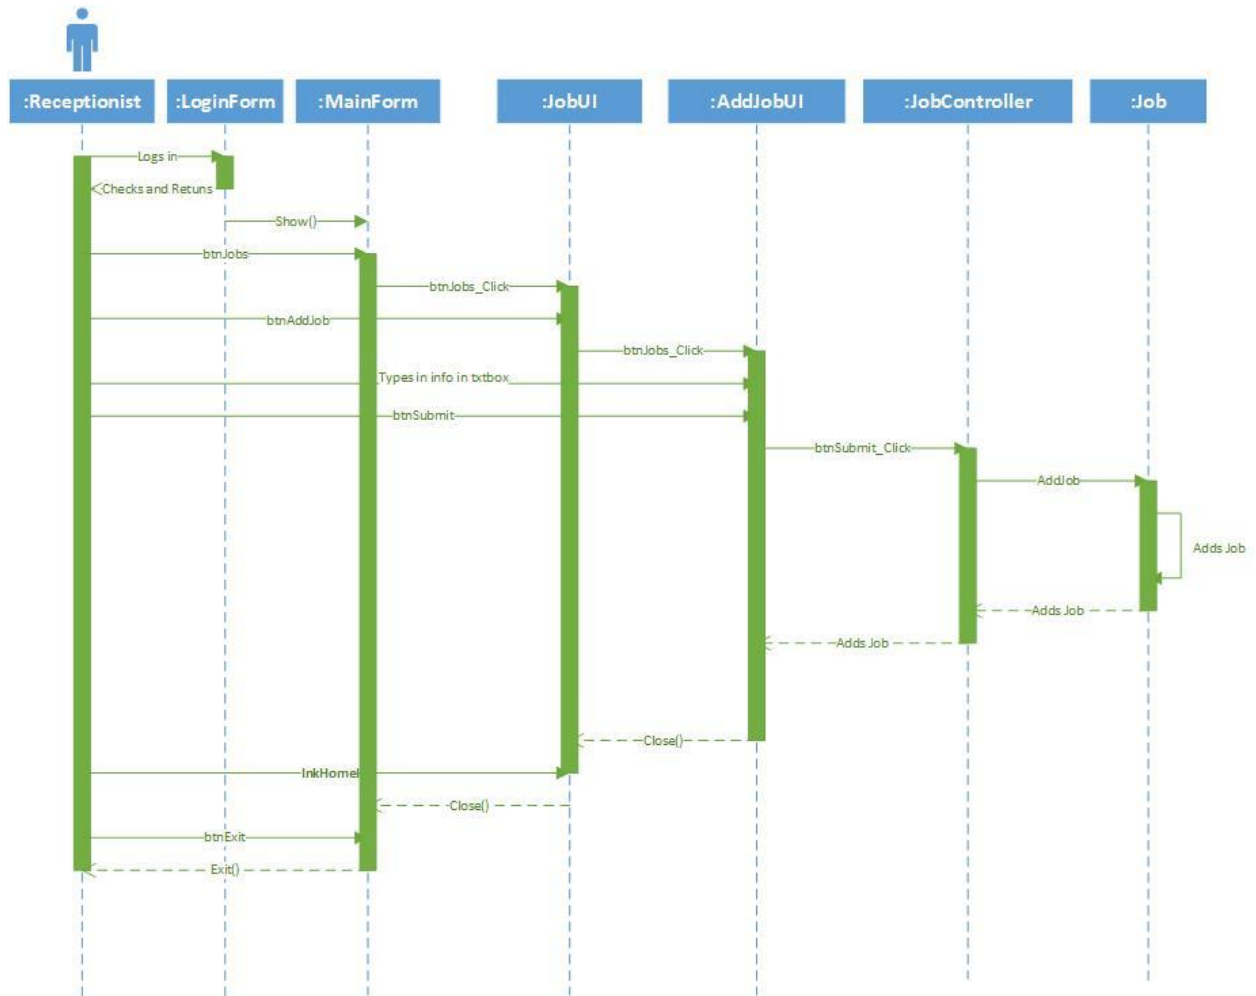 :Receptionist :LoginForm :MainForm :JobUI :AddJobUI :JobController :Job
Logs in
Checks and Retuns
Show()
btnJobs
btnJobs_Click
btnAddJob
btnJobs_Click
Types in info in txtbox
btnSubmit
btnSubmit_Click
AddJob
Adds Job
Adds Job
Adds Job
Close()
lnkHomel
Close()
btnExit
Exit()